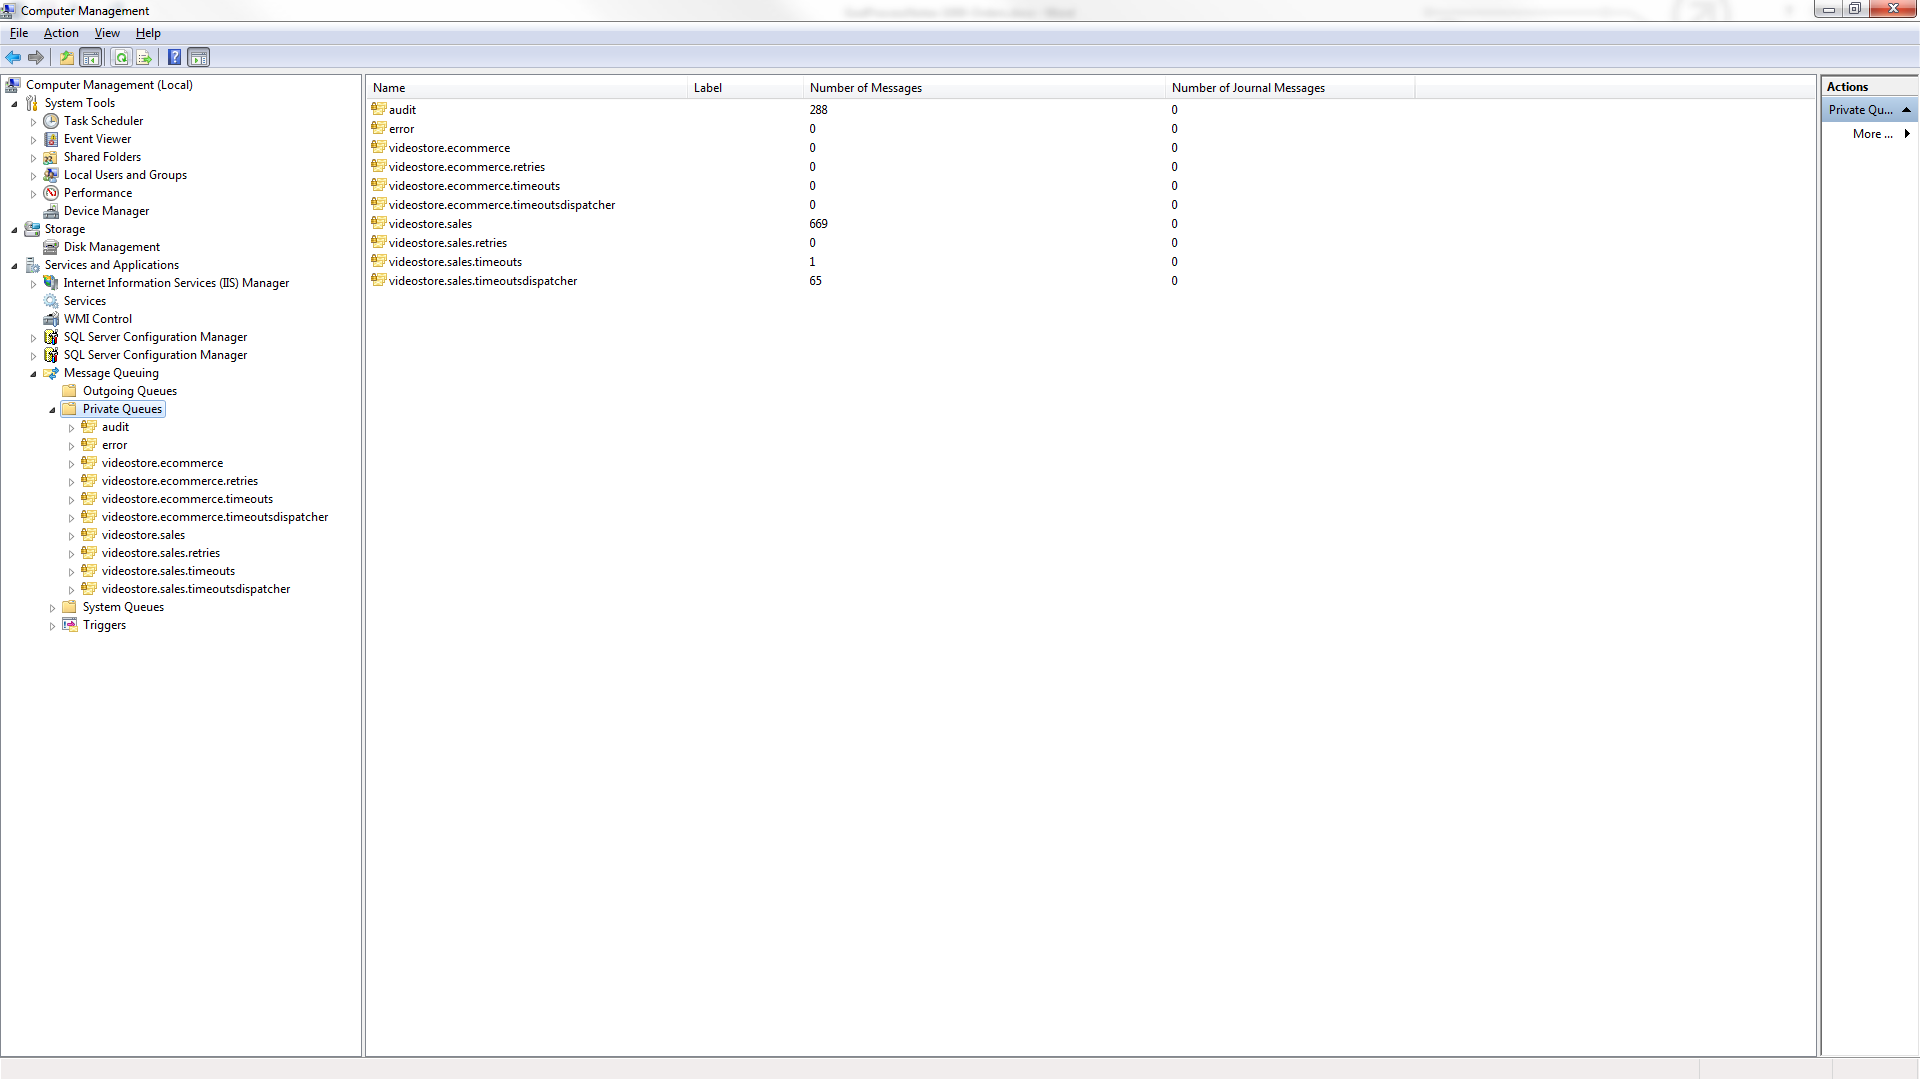 Computer Management
File Action View Help
Computer Management (Local)
System Tools
Task Scheduler
Event Viewer
Shared Folders
Local Users and Groups
Performance
Device Manager
Storage
Disk Management
Services and Applications
Internet Information Services (IIS) Manager
Services
WMI Control
SQL Server Configuration Manager
SQL Server Configuration Manager
Message Queuing
Outgoing Queues
Private Queues
audit
error
videostore.ecommerce
videostore.ecommerce.retries
videostore.ecommerce.timeouts
videostore.ecommerce.timeoutsdispatcher
videostore.sales
videostore.sales.retries
videostore.sales.timeouts
videostore.sales.timeoutsdispatcher
System Queues
Triggers
Name Label Number of Messages Number of Journal Messages
audit 288 0
error 0 0
videostore.ecommerce 0 0
videostore.ecommerce.retries 0 0
videostore.ecommerce.timeouts 0 0
videostore.ecommerce.timeoutsdispatcher 0 0
videostore.sales 669 0
videostore.sales.retries 0 0
videostore.sales.timeouts 1 0
videostore.sales.timeoutsdispatcher 65 0
Actions
Private Qu...
More ...